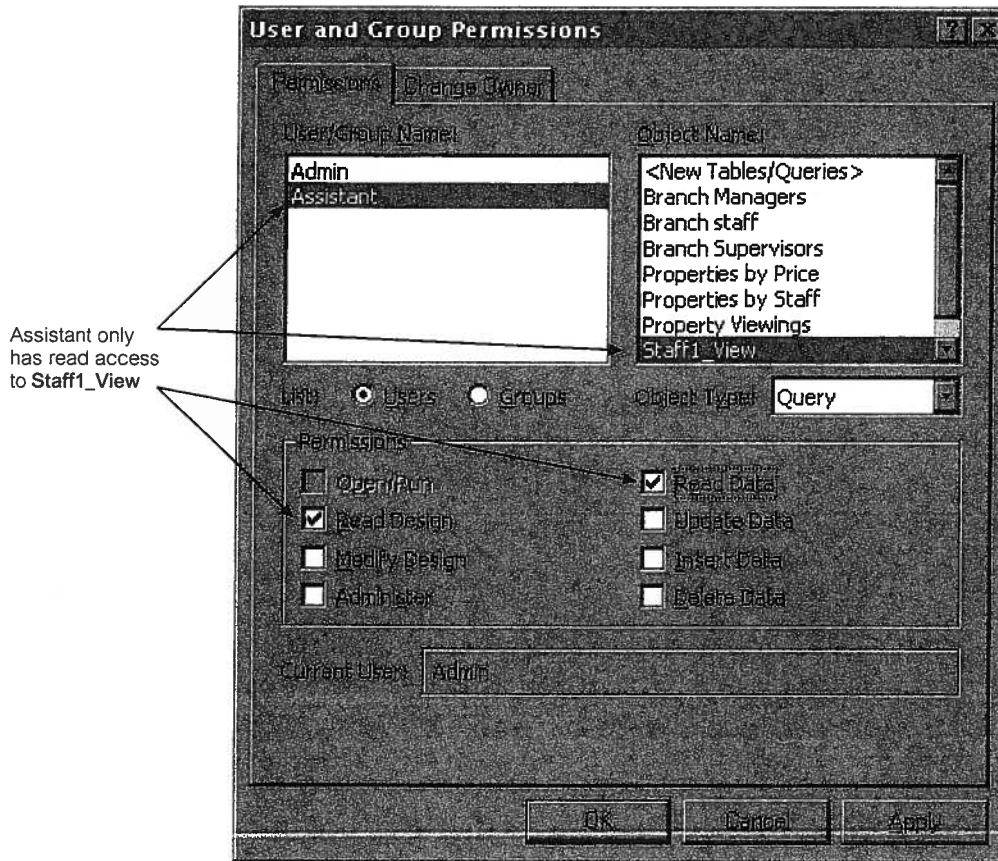 User and Group Permissions
Permissions
Change Owner
User/Group Name:
Object Name:
Admin
Assistant
<New Tables/Queries>
Branch Managers
Branch staff
Branch Supervisors
Properties by Price
Properties by Staff
Property Viewings
Staff1_View
Assistant only
has read access
to Staff1_View
List:
Users
Groups
Object Type:
Query
Permissions
Open/Run
Read Data
Read Design
Update Data
Modify Design
Insert Data
Administer
Delete Data
Current User:
Admin
OK
Cancel
Apply